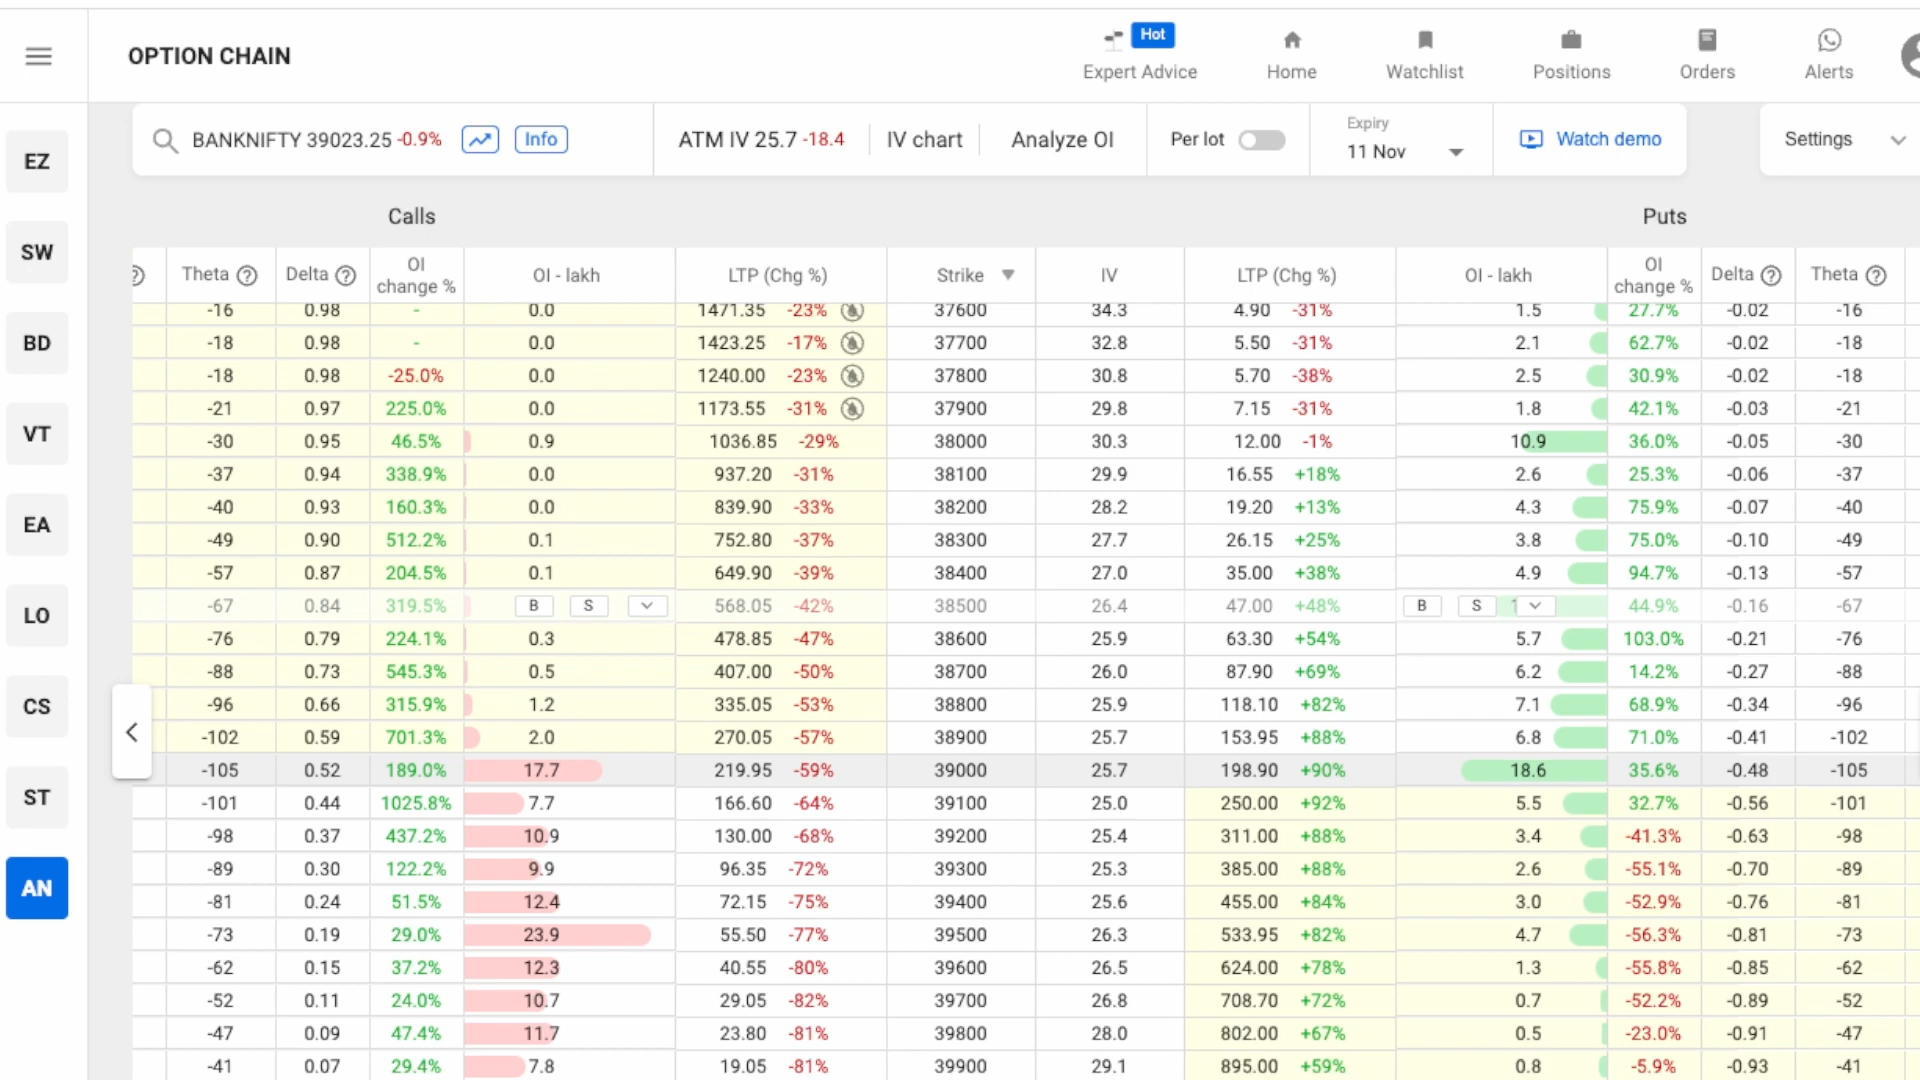 Hot
OPTION CHAIN
Expert Advice Home Watchlist Positions Orders Alerts
EZ
SW
BD
VT
EA
LO
CS
ST
AN
BANKNIFTY 39023.25 -0.9% Info ATM IV 25.7 -18.4 IV chart Analyze OI Per lot Expiry 11 Nov Watch demo Settings
Calls Puts
Theta Delta OI change % OI - lakh LTP (Chg %) Strike IV LTP (Chg %) OI - lakh OI change % Delta Theta
-16 0.98 - 0.0 1471.35 -23% 37600 34.3 4.90 -31% 1.5 27.7% -0.02 -16
-18 0.98 - 0.0 1423.25 -17% 37700 32.8 5.50 -31% 2.1 62.7% -0.02 -18
-18 0.98 -25.0% 0.0 1240.00 -23% 37800 30.8 5.70 -38% 2.5 30.9% -0.02 -18
-21 0.97 225.0% 0.0 1173.55 -31% 37900 29.8 7.15 -31% 1.8 42.1% -0.03 -21
-30 0.95 46.5% 0.9 1036.85 -29% 38000 30.3 12.00 -1% 10.9 36.0% -0.05 -30
-37 0.94 338.9% 0.0 937.20 -31% 38100 29.9 16.55 +18% 2.6 25.3% -0.06 -37
-40 0.93 160.3% 0.0 839.90 -33% 38200 28.2 19.20 +13% 4.3 75.9% -0.07 -40
-49 0.90 512.2% 0.1 752.80 -37% 38300 27.7 26.15 +25% 3.8 75.0% -0.10 -49
-57 0.87 204.5% 0.1 649.90 -39% 38400 27.0 35.00 +38% 4.9 94.7% -0.13 -57
-67 0.84 319.5% B S 568.05 -42% 38500 26.4 47.00 +48% B S 44.9% -0.16 -67
-76 0.79 224.1% 0.3 478.85 -47% 38600 25.9 63.30 +54% 5.7 103.0% -0.21 -76
-88 0.73 545.3% 0.5 407.00 -50% 38700 26.0 87.90 +69% 6.2 14.2% -0.27 -88
-96 0.66 315.9% 1.2 335.05 -53% 38800 25.9 118.10 +82% 7.1 68.9% -0.34 -96
-102 0.59 701.3% 2.0 270.05 -57% 38900 25.7 153.95 +88% 6.8 71.0% -0.41 -102
-105 0.52 189.0% 17.7 219.95 -59% 39000 25.7 198.90 +90% 18.6 35.6% -0.48 -105
-101 0.44 1025.8% 7.7 166.60 -64% 39100 25.0 250.00 +92% 5.5 32.7% -0.56 -101
-98 0.37 437.2% 10.9 130.00 -68% 39200 25.4 311.00 +88% 3.4 -41.3% -0.63 -98
-89 0.30 122.2% 9.9 96.35 -72% 39300 25.3 385.00 +88% 2.6 -55.1% -0.70 -89
-81 0.24 51.5% 12.4 72.15 -75% 39400 25.6 455.00 +84% 3.0 -52.9% -0.76 -81
-73 0.19 29.0% 23.9 55.50 -77% 39500 26.3 533.95 +82% 4.7 -56.3% -0.81 -73
-62 0.15 37.2% 12.3 40.55 -80% 39600 26.5 624.00 +78% 1.3 -55.8% -0.85 -62
-52 0.11 24.0% 10.7 29.05 -82% 39700 26.8 708.70 +72% 0.7 -52.2% -0.89 -52
-47 0.09 47.4% 11.7 23.80 -81% 39800 28.0 802.00 +67% 0.5 -23.0% -0.91 -47
-41 0.07 29.4% 7.8 19.05 -81% 39900 29.1 895.00 +59% 0.8 -5.9% -0.93 -41